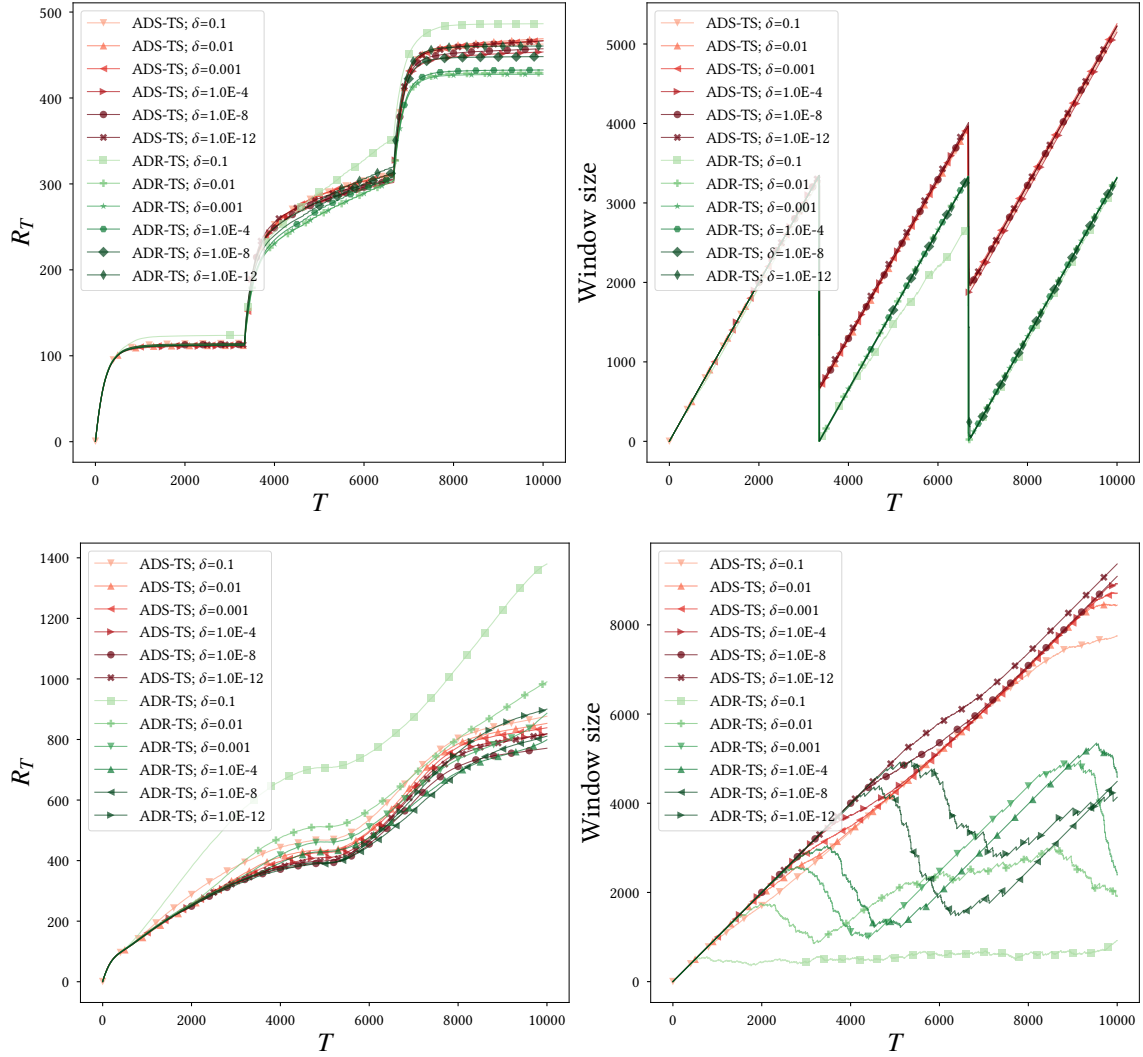 ADS-TS; δ=0.1
ADS-TS; δ=0.01
ADS-TS; δ=0.001
ADS-TS; δ=1.0E-4
ADS-TS; δ=1.0E-8
ADS-TS; δ=1.0E-12
ADR-TS; δ=0.1
ADR-TS; δ=0.01
ADR-TS; δ=0.001
ADR-TS; δ=1.0E-4
ADR-TS; δ=1.0E-8
ADR-TS; δ=1.0E-12
500
400
300
200
100
0
R_T
0 2000 4000 6000 8000 10000
T
ADS-TS; δ=0.1
ADS-TS; δ=0.01
ADS-TS; δ=0.001
ADS-TS; δ=1.0E-4
ADS-TS; δ=1.0E-8
ADS-TS; δ=1.0E-12
ADR-TS; δ=0.1
ADR-TS; δ=0.01
ADR-TS; δ=0.001
ADR-TS; δ=1.0E-4
ADR-TS; δ=1.0E-8
ADR-TS; δ=1.0E-12
5000
4000
3000
2000
1000
0
Window size
0 2000 4000 6000 8000 10000
T
ADS-TS; δ=0.1
ADS-TS; δ=0.01
ADS-TS; δ=0.001
ADS-TS; δ=1.0E-4
ADS-TS; δ=1.0E-8
ADS-TS; δ=1.0E-12
ADR-TS; δ=0.1
ADR-TS; δ=0.01
ADR-TS; δ=0.001
ADR-TS; δ=1.0E-4
ADR-TS; δ=1.0E-8
ADR-TS; δ=1.0E-12
1400
1200
1000
800
600
400
200
0
R_T
0 2000 4000 6000 8000 10000
T
ADS-TS; δ=0.1
ADS-TS; δ=0.01
ADS-TS; δ=0.001
ADS-TS; δ=1.0E-4
ADS-TS; δ=1.0E-8
ADS-TS; δ=1.0E-12
ADR-TS; δ=0.1
ADR-TS; δ=0.01
ADR-TS; δ=0.001
ADR-TS; δ=1.0E-4
ADR-TS; δ=1.0E-8
ADR-TS; δ=1.0E-12
8000
6000
4000
2000
0
Window size
0 2000 4000 6000 8000 10000
T